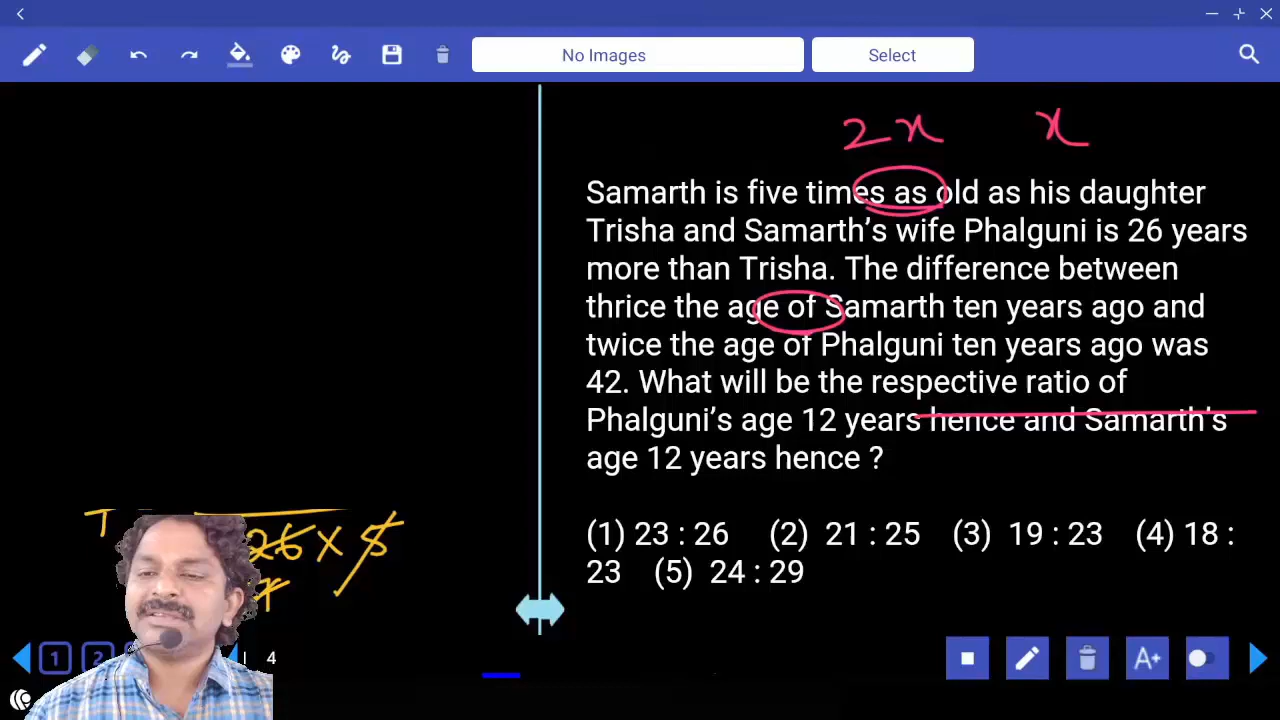 No Images
Select
2x x
Samarth is five times as old as his daughter
Trisha and Samarth's wife Phalguni is 26 years
more than Trisha. The difference between
thrice the age of Samarth ten years ago and
twice the age of Phalguni ten years ago was
42. What will be the respective ratio of
Phalguni's age 12 years hence and Samarth's
age 12 years hence ?
(1) 23 : 26 (2) 21 : 25 (3) 19 : 23 (4) 18 :
23 (5) 24 : 29
26 x 5
1 2 4
A+